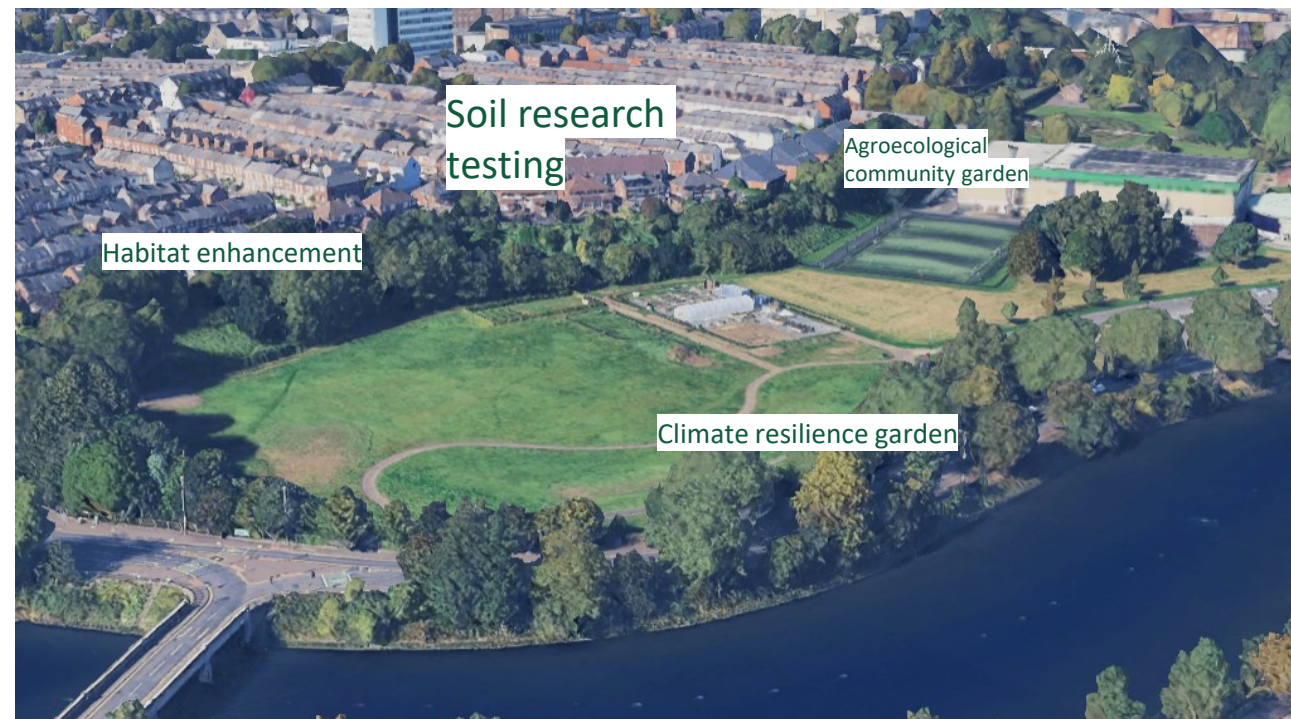 Soil research
testing
Agroecological
community garden
Habitat enhancement
Climate resilience garden